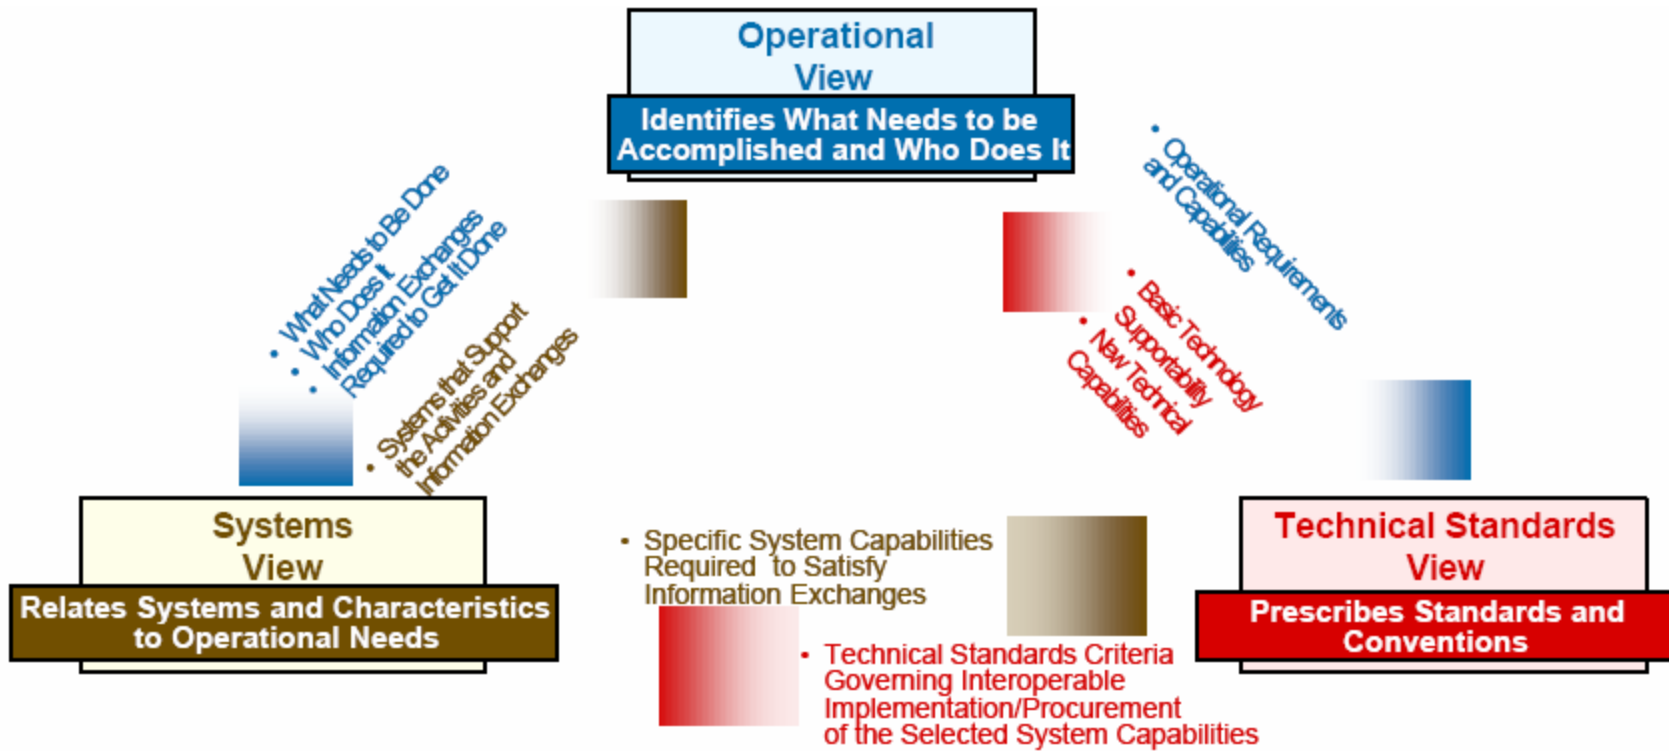 Operational
View
Identifies What Needs to be
Accomplished and Who Does It
• What Needs to Be Done
• Who Does It
• Information Exchanges
Required to Get It Done
• Systems that Support
the Activities and
Information Exchanges
• Operational Requirements
and Capabilities
• Basic Technology
Supportability
• New Technical
Capabilities
Systems
View
Relates Systems and Characteristics
to Operational Needs
• Specific System Capabilities
Required to Satisfy
Information Exchanges
• Technical Standards Criteria
Governing Interoperable
Implementation/Procurement
of the Selected System Capabilities
Technical Standards
View
Prescribes Standards and
Conventions